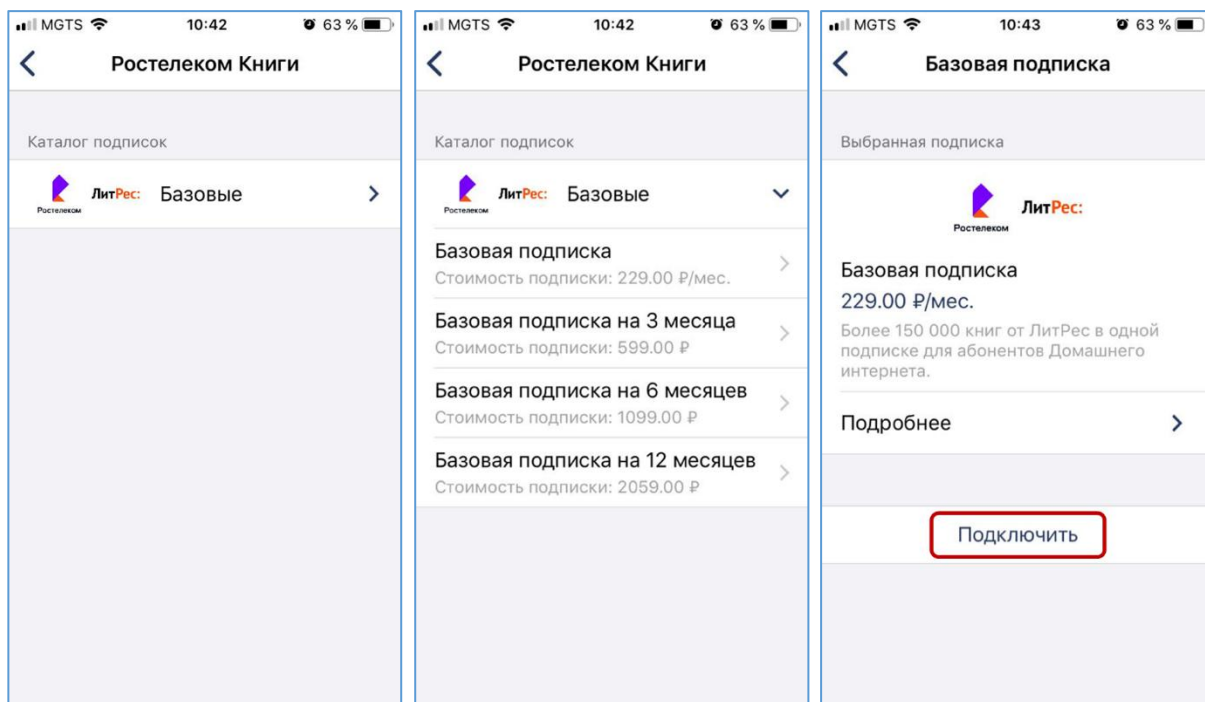 MGTS 10:42 63 %
Ростелеком Книги
Каталог подписок
Ростелеком ЛитРес: Базовые
MGTS 10:42 63 %
Ростелеком Книги
Каталог подписок
Ростелеком ЛитРес: Базовые
Базовая подписка
Стоимость подписки: 229.00 ₽/мес.
Базовая подписка на 3 месяца
Стоимость подписки: 599.00 ₽
Базовая подписка на 6 месяцев
Стоимость подписки: 1099.00 ₽
Базовая подписка на 12 месяцев
Стоимость подписки: 2059.00 ₽
MGTS 10:43 63 %
Базовая подписка
Выбранная подписка
Ростелеком ЛитРес:
Базовая подписка
229.00 ₽/мес.
Более 150 000 книг от ЛитРес в одной
подписке для абонентов Домашнего
интернета.
Подробнее
Подключить